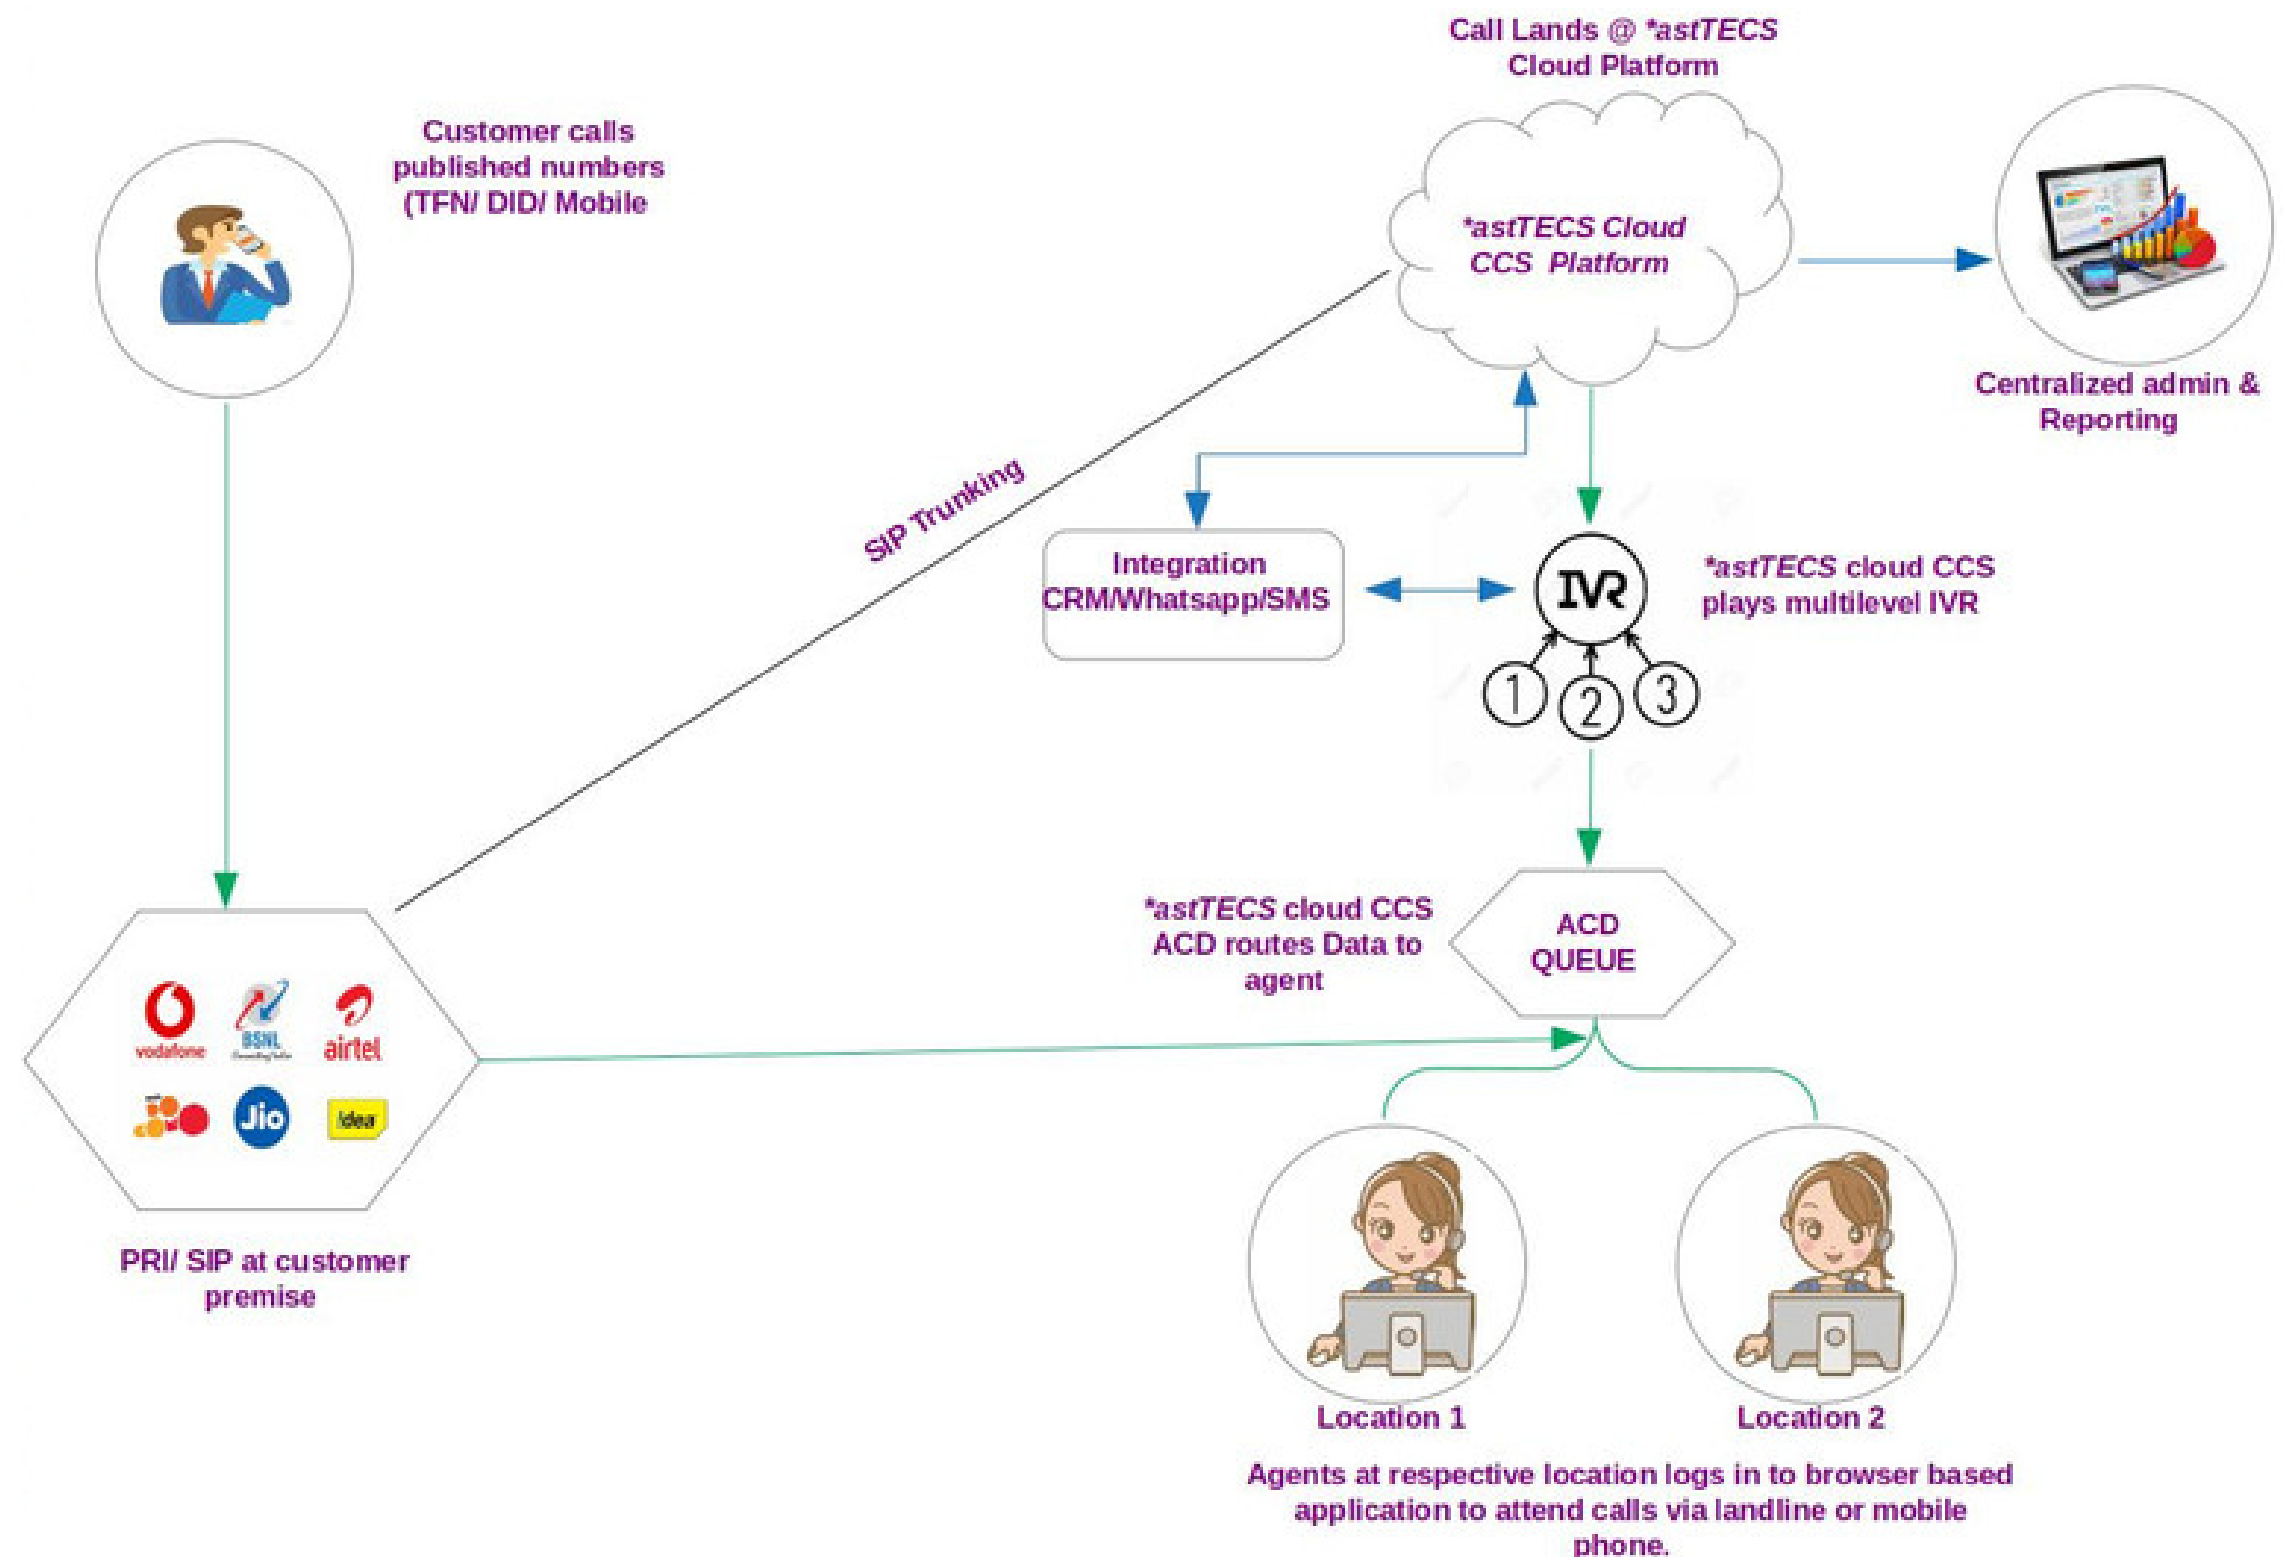 Call Lands @ *astTECS
Cloud Platform
Customer calls
published numbers
(TFN/ DID/ Mobile
*astTECS Cloud
CCS Platform
Centralized admin &
Reporting
SIP Trunking
Integration
CRM/Whatsapp/SMS
IVR
1
2
3
*astTECS cloud CCS
plays multilevel IVR
*astTECS cloud CCS
ACD routes Data to
agent
ACD
QUEUE
vodafone
BSNL
airtel
Jio
!dea
PRI/ SIP at customer
premise
Location 1
Location 2
Agents at respective location logs in to browser based
application to attend calls via landline or mobile
phone.